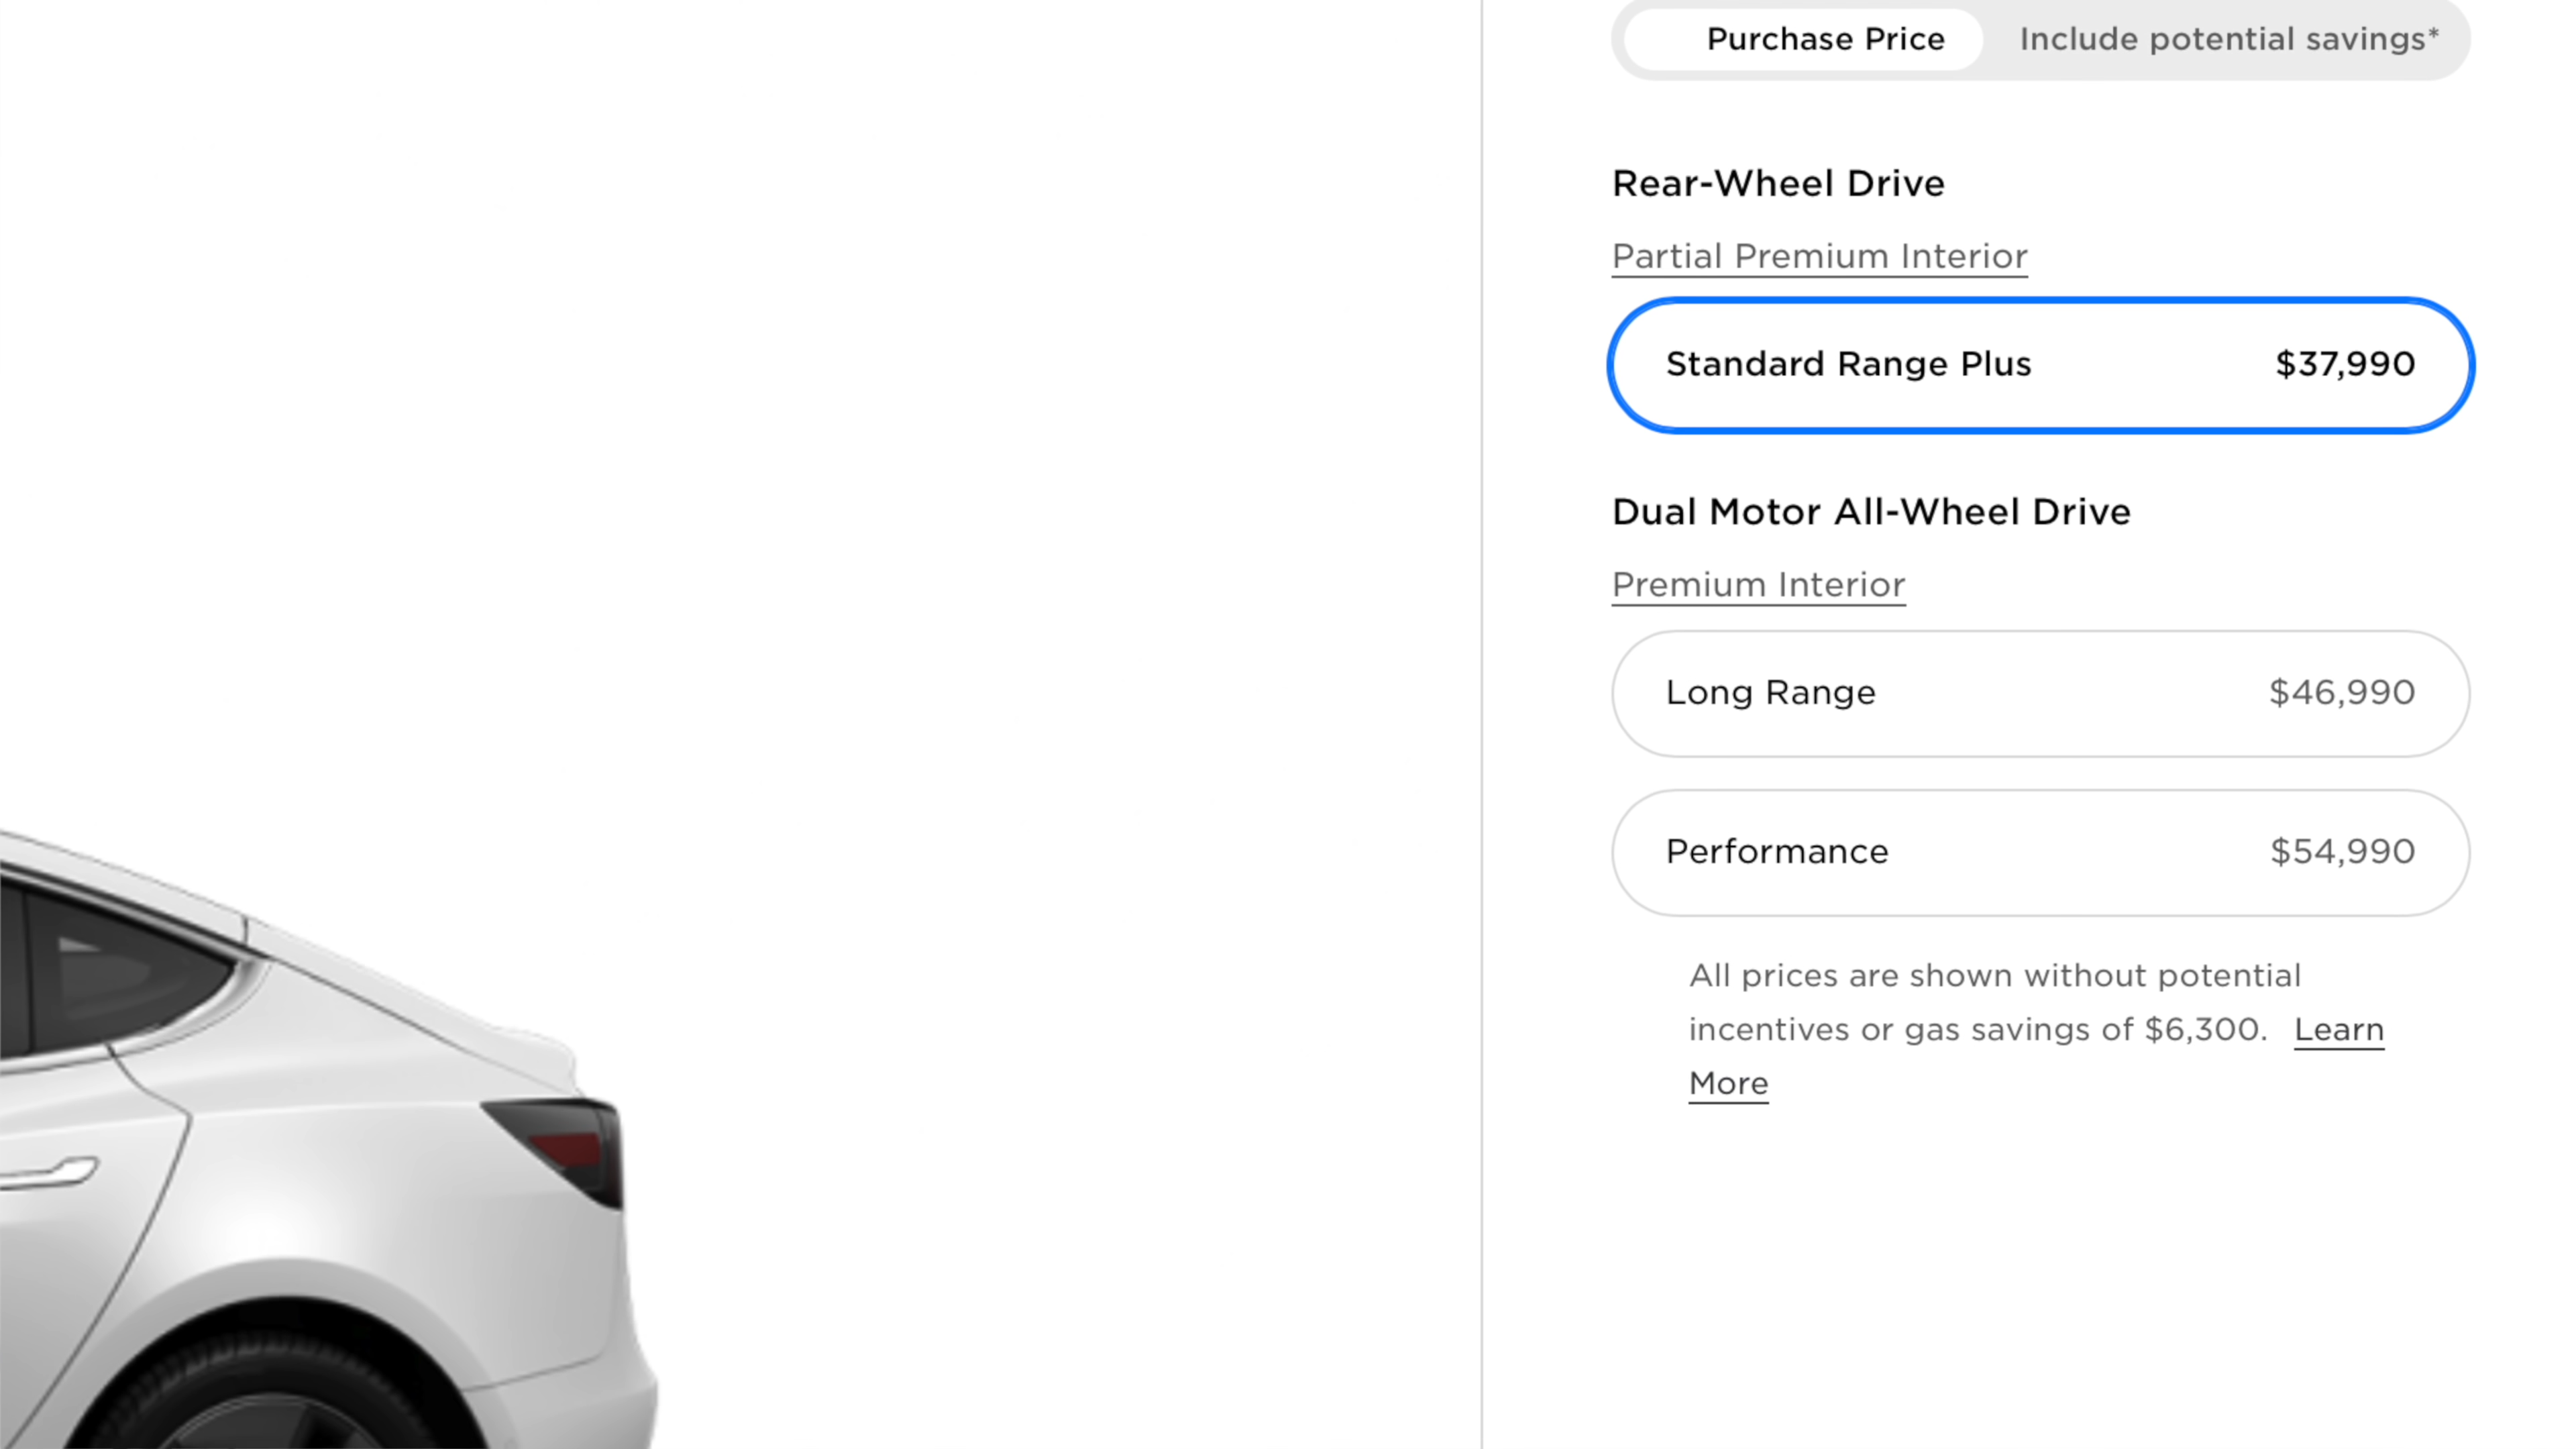 Purchase Price Include potential savings*
Rear-Wheel Drive
Partial Premium Interior
Standard Range Plus $37,990
Dual Motor All-Wheel Drive
Premium Interior
Long Range $46,990
Performance $54,990
All prices are shown without potential
incentives or gas savings of $6,300. Learn
More